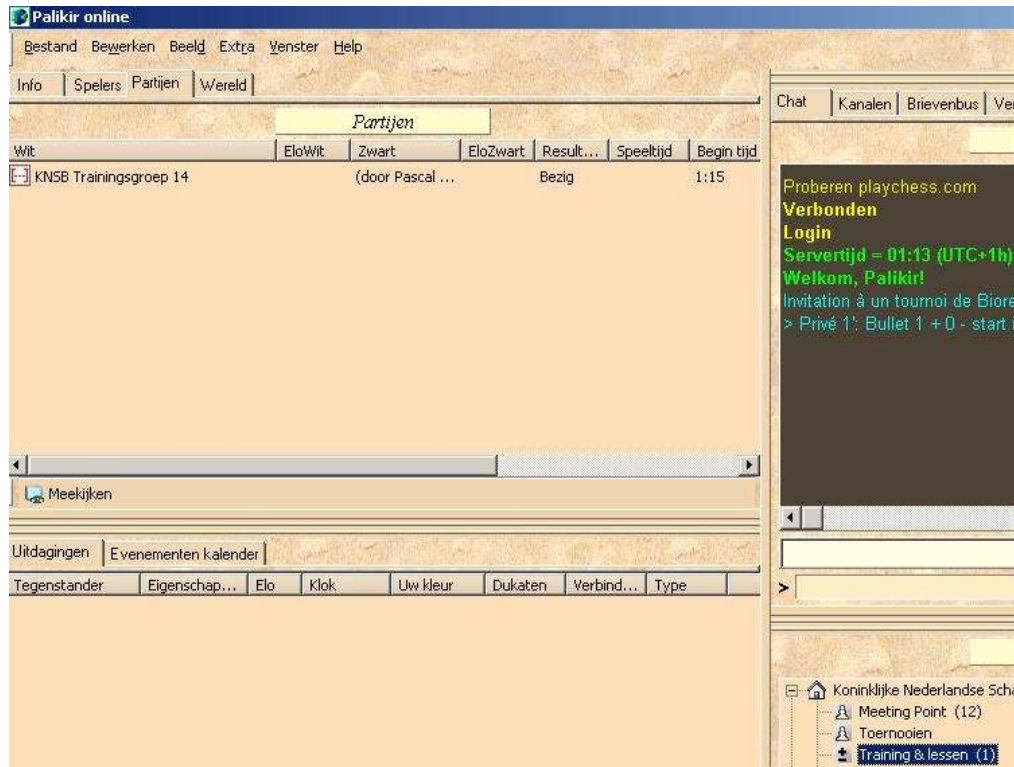 Palikir online
Bestand Bewerken Beeld Extra Venster Help
Info Spelers Partijen Wereld
Partijen
Wit EloWit Zwart EloZwart Result... Speeltijd Begin tijd
KNSB Trainingsgroep 14 (door Pascal ... Bezig 1:15
Meekijken
Uitdagingen Evenementen kalender
Tegenstander Eigenschap... Elo Klok Uw kleur Dukaten Verbind... Type
Chat Kanalen Brievenbus
Proberen playchess.com
Verbonden
Login
Servertijd = 01:13 (UTC+1h)
Welkom, Palikir!
Invitation à un tournoi de
> Privé 1': Bullet 1 + 0 - start
>
Koninklijke Nederlandse
Meeting Point (12)
Toernooien
Training & lessen (1)